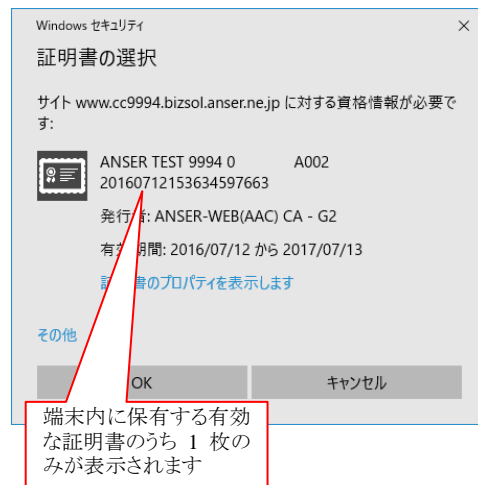 Windows セキュリティ
証明書の選択
サイト www.cc9994.bizsol.anser.ne.jp に対する資格情報が必要で
す:
ANSER TEST 9994 0 A002
20160712153634597663
発行者: ANSER-WEB(AAC) CA - G2
有効期間: 2016/07/12 から 2017/07/13
証明書のプロパティを表示します
その他
OK キャンセル
端末内に保有する有効
な証明書のうち 1 枚の
みが表示されます